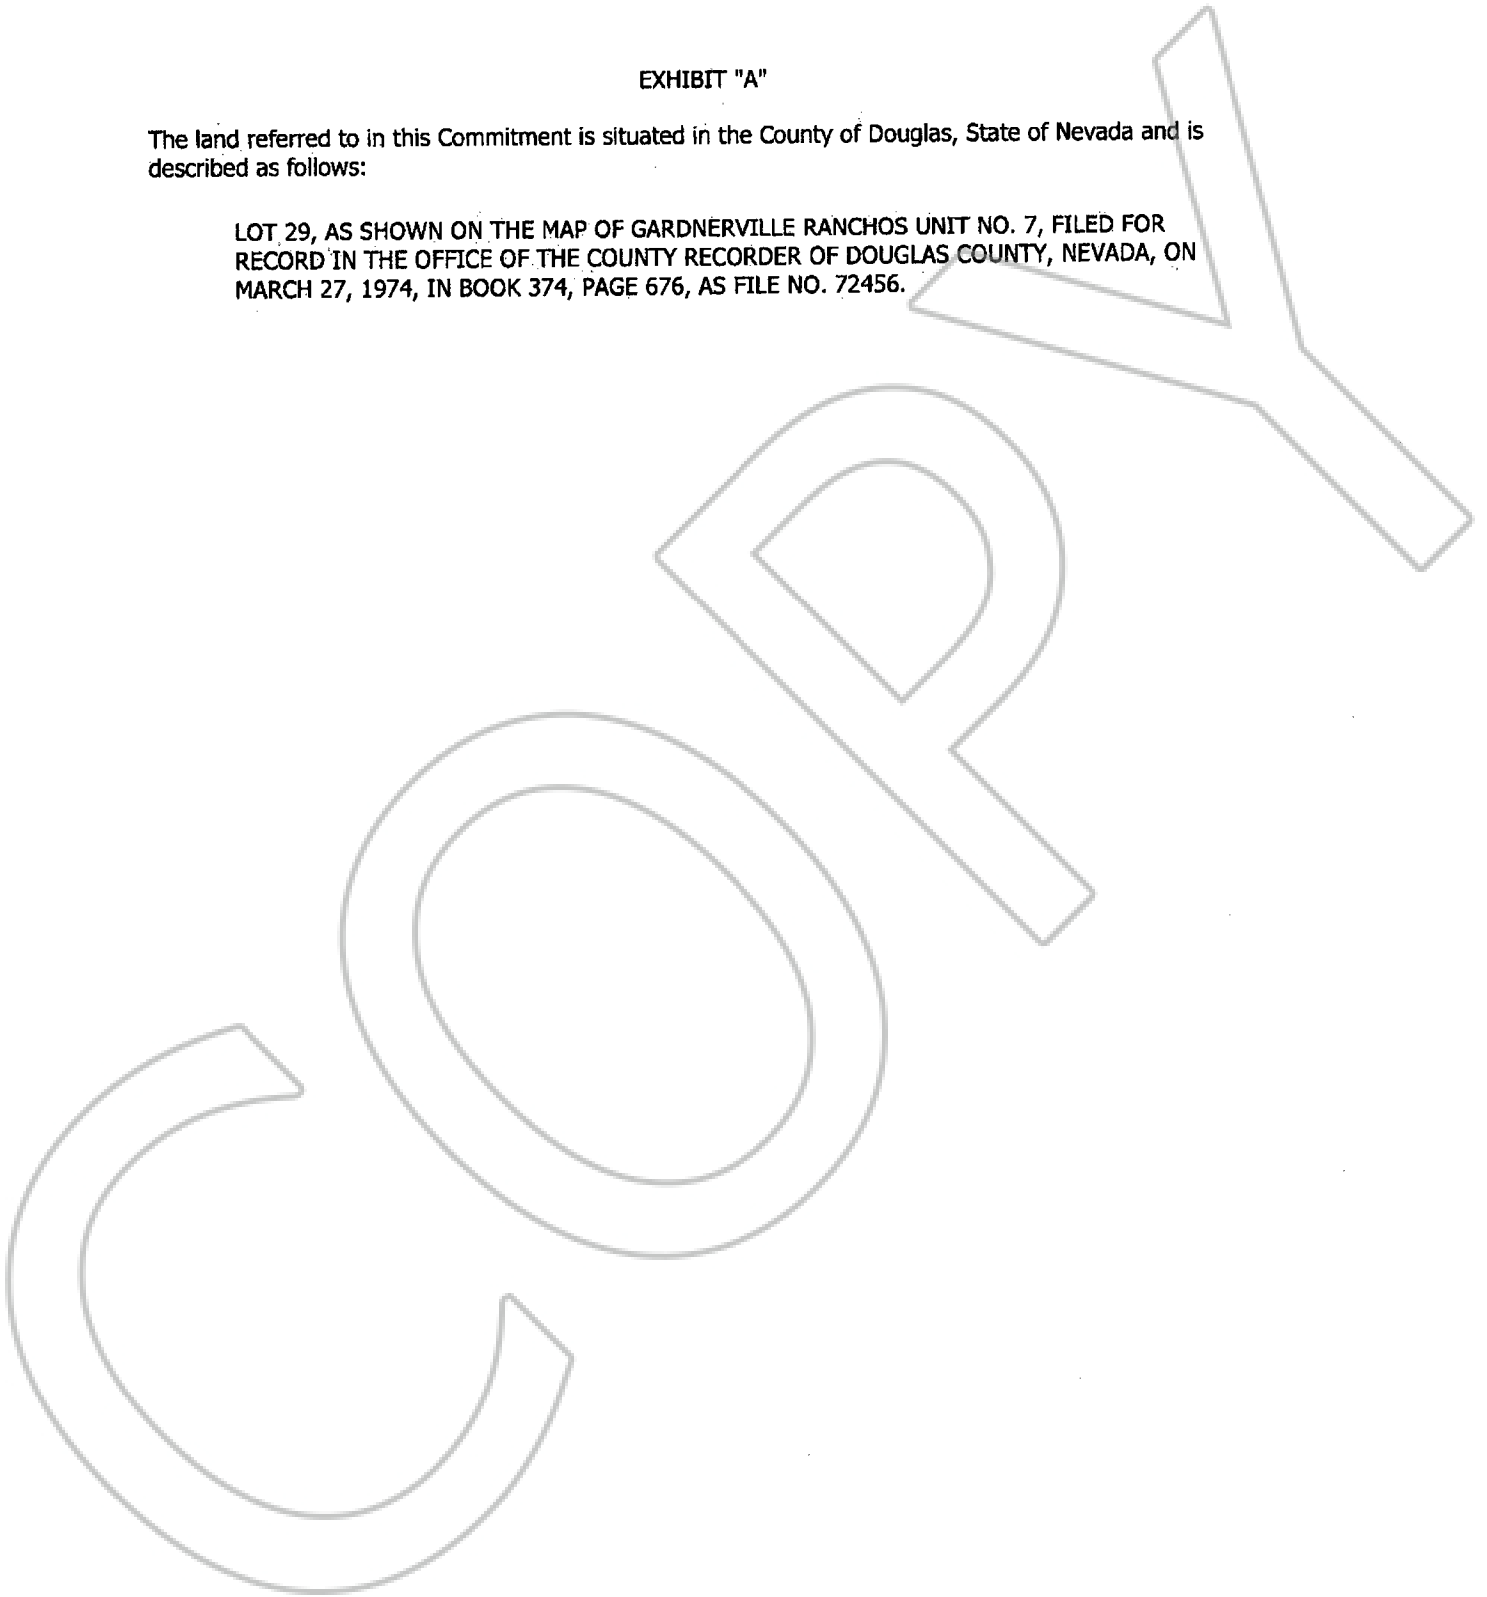 EXHIBIT "A"
The land referred to in this Commitment is situated in the County of Douglas, State of Nevada and is
described as follows:
LOT 29, AS SHOWN ON THE MAP OF GARDNERVILLE RANCHOS UNIT NO. 7, FILED FOR
RECORD IN THE OFFICE OF THE COUNTY RECORDER OF DOUGLAS COUNTY, NEVADA, ON
MARCH 27, 1974, IN BOOK 374, PAGE 676, AS FILE NO. 72456.
COPY